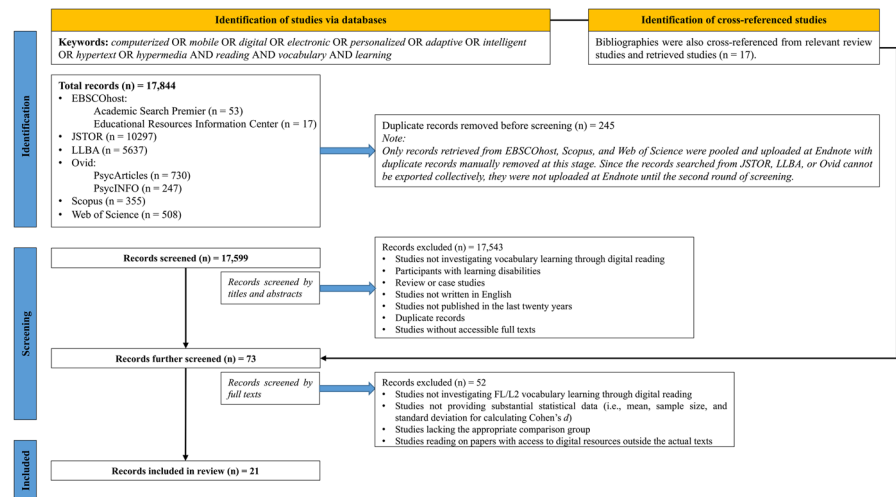 Identification of studies via databases
Identification of cross-referenced studies
Keywords: computerized OR mobile OR digital OR electronic OR personalized OR adaptive OR intelligent
OR hypertext OR hypermedia AND reading AND vocabulary AND learning
Bibliographies were also cross-referenced from relevant review
studies and retrieved studies (n = 17).
Identification
Total records (n) = 17,844
• EBSCOhost:
Academic Search Premier (n = 53)
Educational Resources Information Center (n = 17)
• JSTOR (n = 10297)
• LLBA (n = 5637)
• Ovid:
PsycArticles (n = 730)
PsycINFO (n = 247)
• Scopus (n = 355)
• Web of Science (n = 508)
Duplicate records removed before screening (n) = 245
Note:
Only records retrieved from EBSCOhost, Scopus, and Web of Science were pooled and uploaded at Endnote with
duplicate records manually removed at this stage. Since the records searched from JSTOR, LLBA, or Ovid cannot
be exported collectively, they were not uploaded at Endnote until the second round of screening.
Screening
Records screened (n) = 17,599
Records screened by
titles and abstracts
Records excluded (n) = 17,543
• Studies not investigating vocabulary learning through digital reading
• Participants with learning disabilities
• Review or case studies
• Studies not written in English
• Studies not published in the last twenty years
• Duplicate records
• Studies without accessible full texts
Records further screened (n) = 73
Records screened by
full texts
Records excluded (n) = 52
• Studies not investigating FL/L2 vocabulary learning through digital reading
• Studies not providing substantial statistical data (i.e., mean, sample size, and
standard deviation for calculating Cohen's d)
• Studies lacking the appropriate comparison group
• Studies reading on papers with access to digital resources outside the actual texts
Included
Records included in review (n) = 21